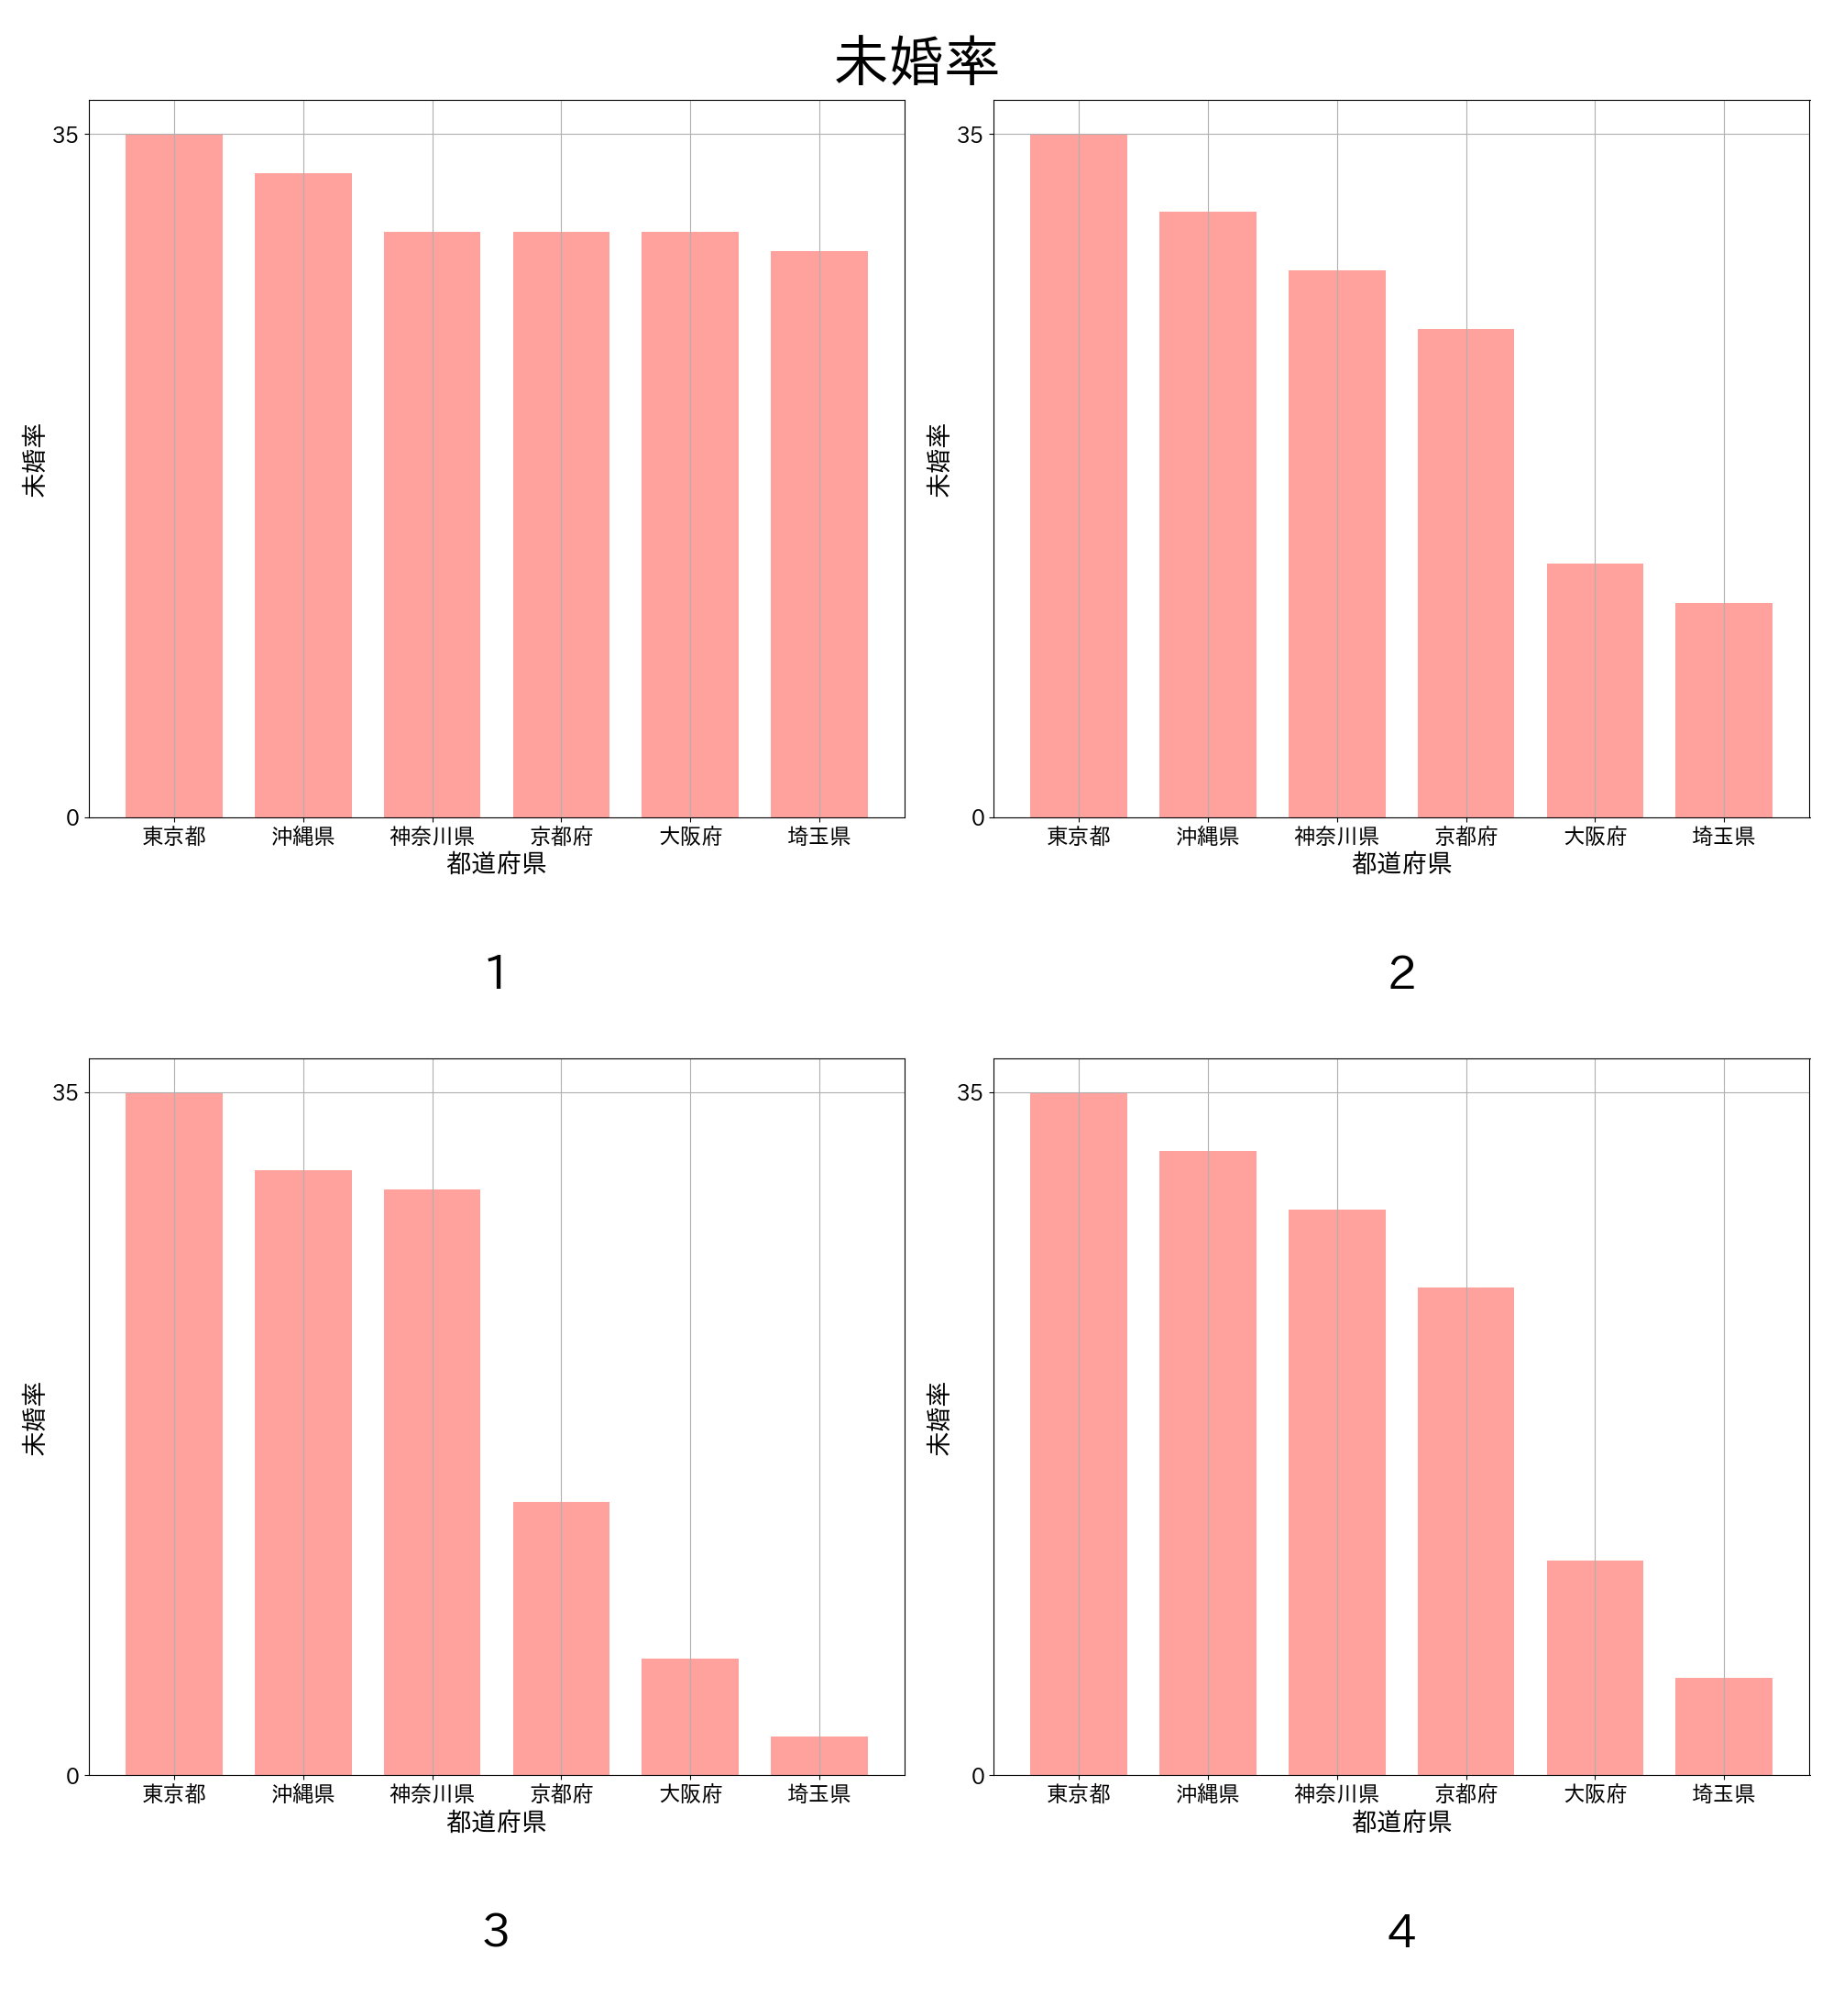 未婚率
35
0
未婚率
東京都 沖縄県 神奈川県 京都府 大阪府 埼玉県
都道府県
1
35
0
未婚率
東京都 沖縄県 神奈川県 京都府 大阪府 埼玉県
都道府県
2
35
0
未婚率
東京都 沖縄県 神奈川県 京都府 大阪府 埼玉県
都道府県
3
35
0
未婚率
東京都 沖縄県 神奈川県 京都府 大阪府 埼玉県
都道府県
4